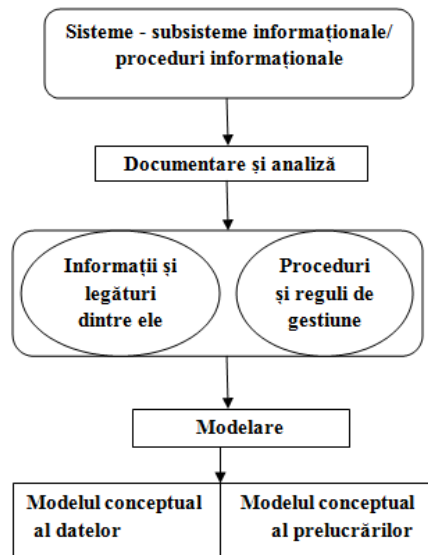 Sisteme - subsisteme informaționale/
proceduri informaționale
Documentare și analiză
Informații și
legături
dintre ele
Proceduri
și reguli de
gestiune
Modelare
Modelul conceptual
al datelor
Modelul conceptual
al prelucrărilor